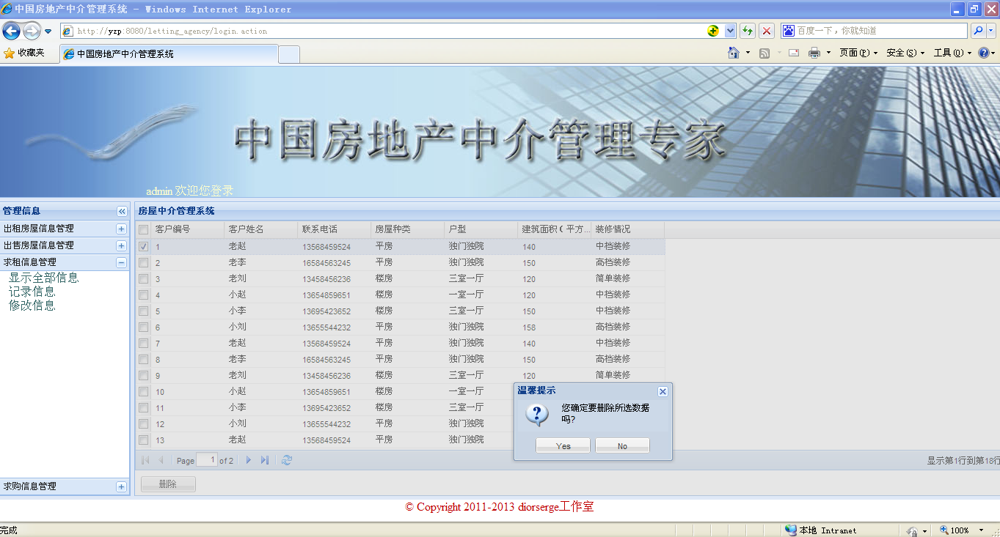 中国房地产中介管理系统 - Windows Internet Explorer
http://yzp:8080/letting_agency/login.action
百度一下，你就知道
收藏夹
中国房地产中介管理系统
页面(P) 安全(S) 工具(O)
中国房地产中介管理专家
admin 欢迎您登录
管理信息
出租房屋信息管理
出售房屋信息管理
求租信息管理
显示全部信息
记录信息
修改信息
求购信息管理
房屋中介管理系统
客户编号 客户姓名 联系电话 房屋种类 户型 建筑面积(平方... 装修情况
1 老赵 13568459524 平房 独门独院 140 中档装修
2 老李 16584563245 平房 独门独院 150 高档装修
3 老刘 13458456236 楼房 三室一厅 120 简单装修
4 小赵 13654859651 楼房 一室一厅 120 中档装修
5 小李 13695423652 楼房 三室一厅 150 中档装修
6 小刘 13655544232 平房 独门独院 158 高档装修
7 老赵 13568459524 平房 独门独院 140 中档装修
8 老李 16584563245 平房 独门独院 150 高档装修
9 老刘 13458456236 楼房 三室一厅 120 简单装修
10 小赵 13654859651 楼房 一室一厅
11 小李 13695423652 楼房 三室一厅
12 小刘 13655544232 平房 独门独院
13 老赵 13568459524 平房 独门独院
温馨提示
您确定要删除所选数据
吗?
Yes No
Page 1 of 2
显示第1行到第18行
删除
© Copyright 2011-2013 diorserge工作室
完成
本地 Intranet
100%